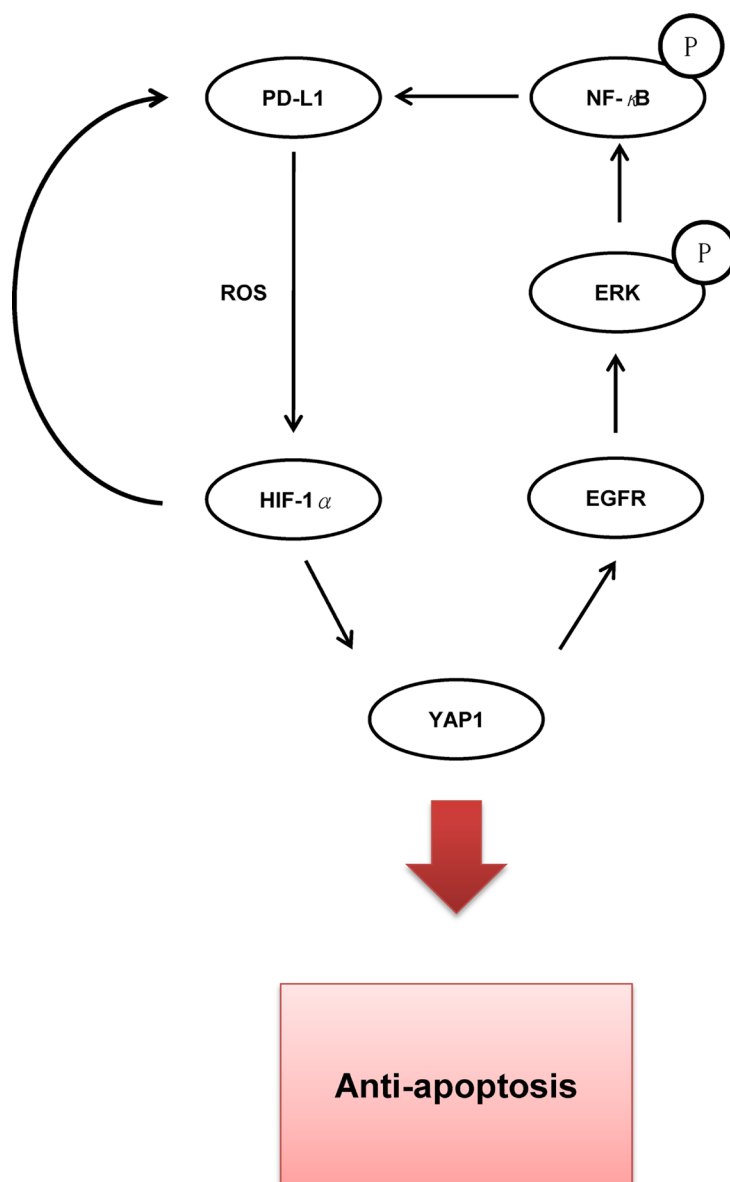 P
PD-L1
NF-κB
P
ROS
ERK
HIF-1α
EGFR
YAP1
Anti-apoptosis